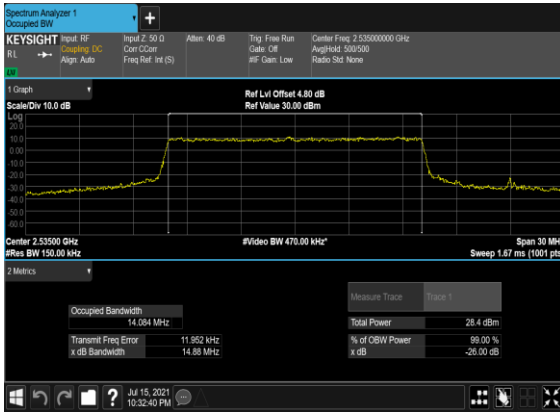 Spectrum Analyzer 1
Occupied BW
KEYSIGHT Input: RF Input Z: 50 Ω Atten: 40 dB Trig: Free Run Center Freq: 2.535000000 GHz
RL Coupling: DC Corr CCorr Gate: Off Avg|Hold: 500/500
Align: Auto Freq Ref: Int (S) #IF Gain: Low Radio Std: None
1 Graph
Ref Lvl Offset 4.80 dB
Scale/Div 10.0 dB Ref Value 30.00 dBm
Log
20.0
10.0
0.00
-10.0
-20.0
-30.0
-40.0
-50.0
-60.0
Center 2.53500 GHz #Video BW 470.00 kHz* Span 30 MH
#Res BW 150.00 kHz Sweep 1.67 ms (1001 pts
2 Metrics
Measure Trace Trace 1
Occupied Bandwidth
14.084 MHz Total Power 28.4 dBm
Transmit Freq Error 11.952 kHz % of OBW Power 99.00 %
x dB Bandwidth 14.88 MHz x dB -26.00 dB
? Jul 15, 2021
10:32:40 PM